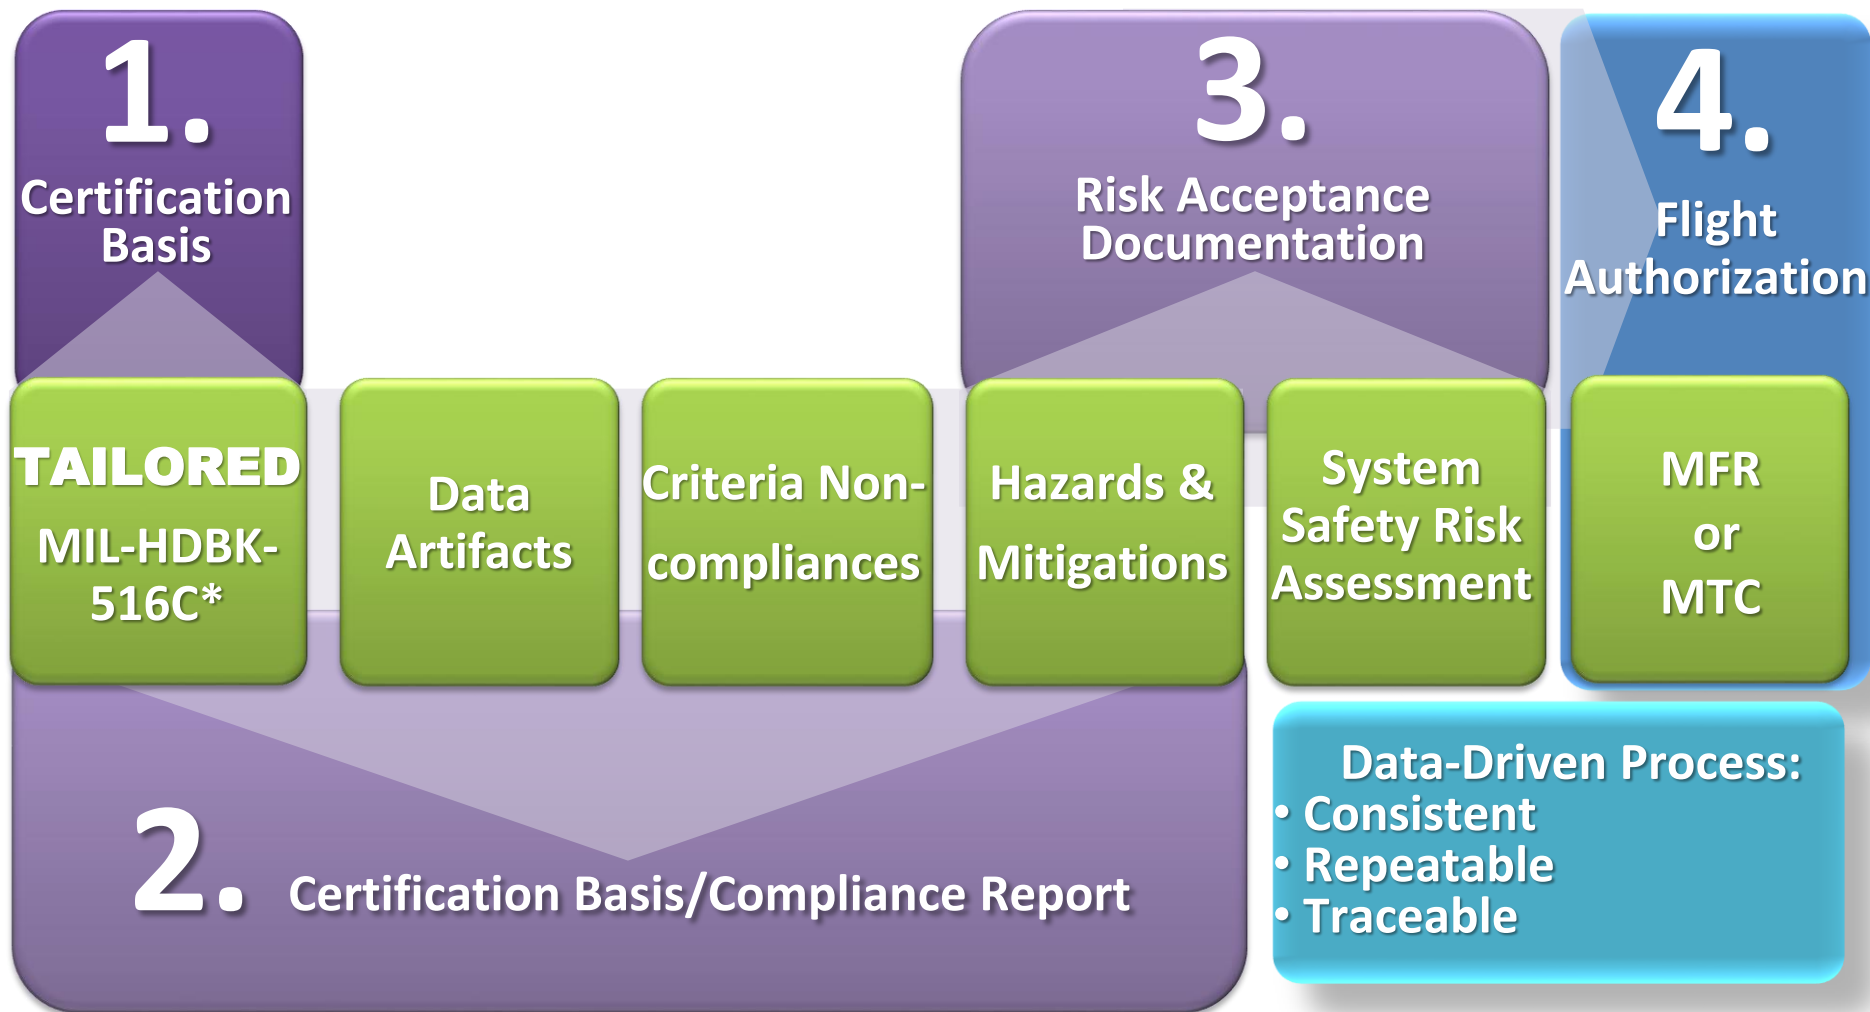 1.
Certification
Basis
3.
Risk Acceptance
Documentation
4.
Flight
Authorization
TAILORED
MIL-HDBK-
516C*
Data
Artifacts
Criteria Non-
compliances
Hazards &
Mitigations
System
Safety Risk
Assessment
MFR
or
MTC
2. Certification Basis/Compliance Report
Data-Driven Process:
• Consistent
• Repeatable
• Traceable